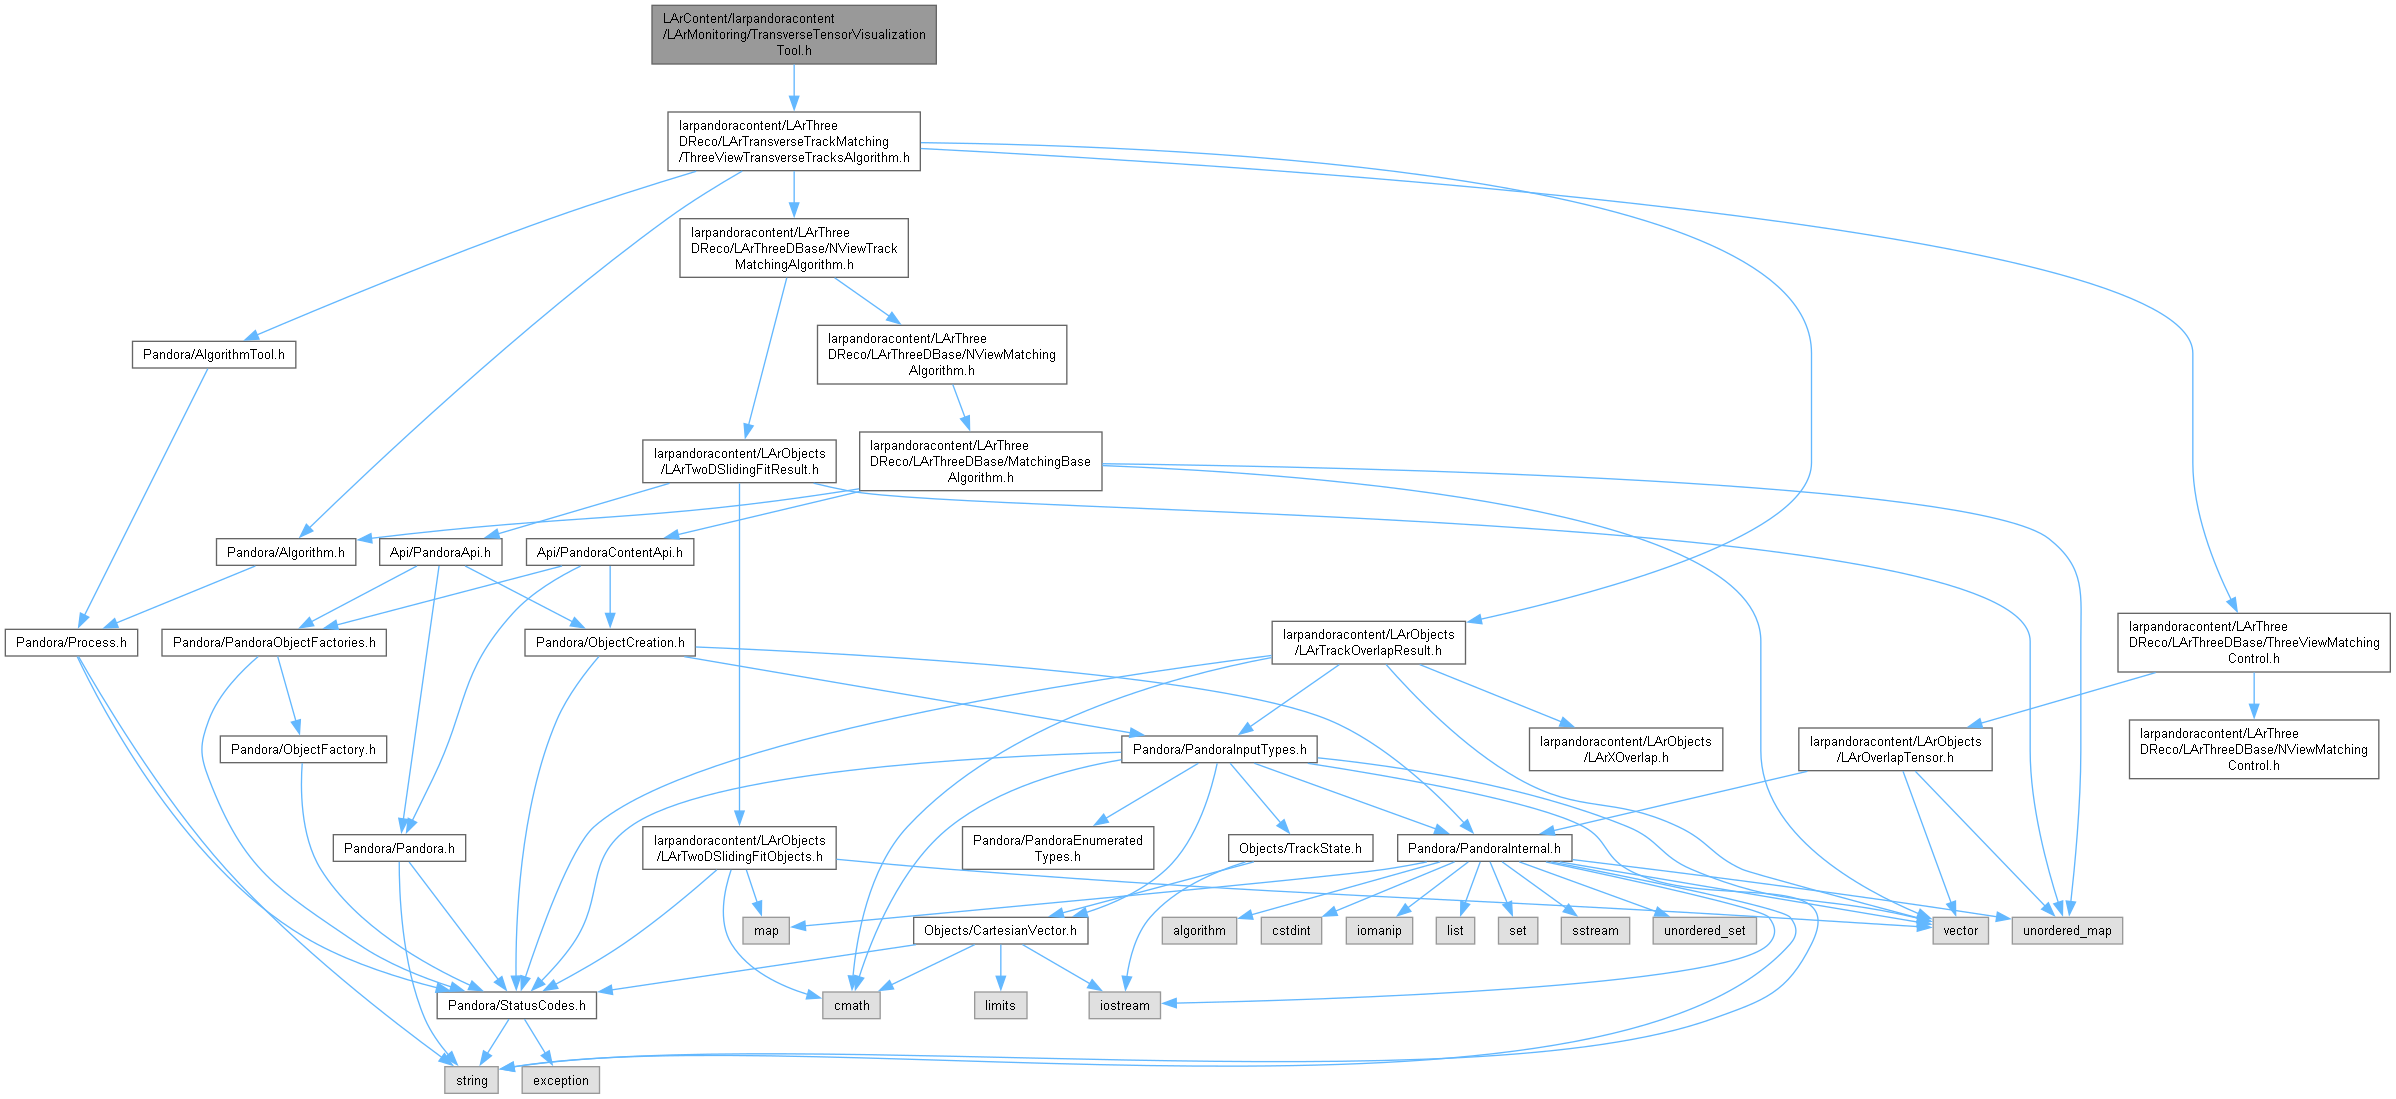 LArContent/larpandoracontent
/LArMonitoring/TransverseTensorVisualization
Tool.h
larpandoracontent/LArThree
DReco/LArTransverseTrackMatching
/ThreeViewTransverseTracksAlgorithm.h
larpandoracontent/LArThree
DReco/LArThreeDBase/NViewTrack
MatchingAlgorithm.h
Pandora/AlgorithmTool.h
larpandoracontent/LArThree
DReco/LArThreeDBase/NViewMatching
Algorithm.h
larpandoracontent/LArObjects
/LArTwoDSlidingFitResult.h
larpandoracontent/LArThree
DReco/LArThreeDBase/MatchingBase
Algorithm.h
Pandora/Algorithm.h
Api/PandoraApi.h
Api/PandoraContentApi.h
Pandora/Process.h
Pandora/PandoraObjectFactories.h
Pandora/ObjectCreation.h
larpandoracontent/LArObjects
/LArTrackOverlapResult.h
larpandoracontent/LArThree
DReco/LArThreeDBase/ThreeViewMatching
Control.h
Pandora/ObjectFactory.h
Pandora/PandoraInputTypes.h
larpandoracontent/LArObjects
/LArXOverlap.h
larpandoracontent/LArObjects
/LArOverlapTensor.h
larpandoracontent/LArThree
DReco/LArThreeDBase/NViewMatching
Control.h
Pandora/Pandora.h
larpandoracontent/LArObjects
/LArTwoDSlidingFitObjects.h
Pandora/PandoraEnumerated
Types.h
Objects/TrackState.h
Pandora/PandoraInternal.h
map
Objects/CartesianVector.h
algorithm
cstdint
iomanip
list
set
sstream
unordered_set
vector
unordered_map
Pandora/StatusCodes.h
cmath
limits
iostream
string
exception